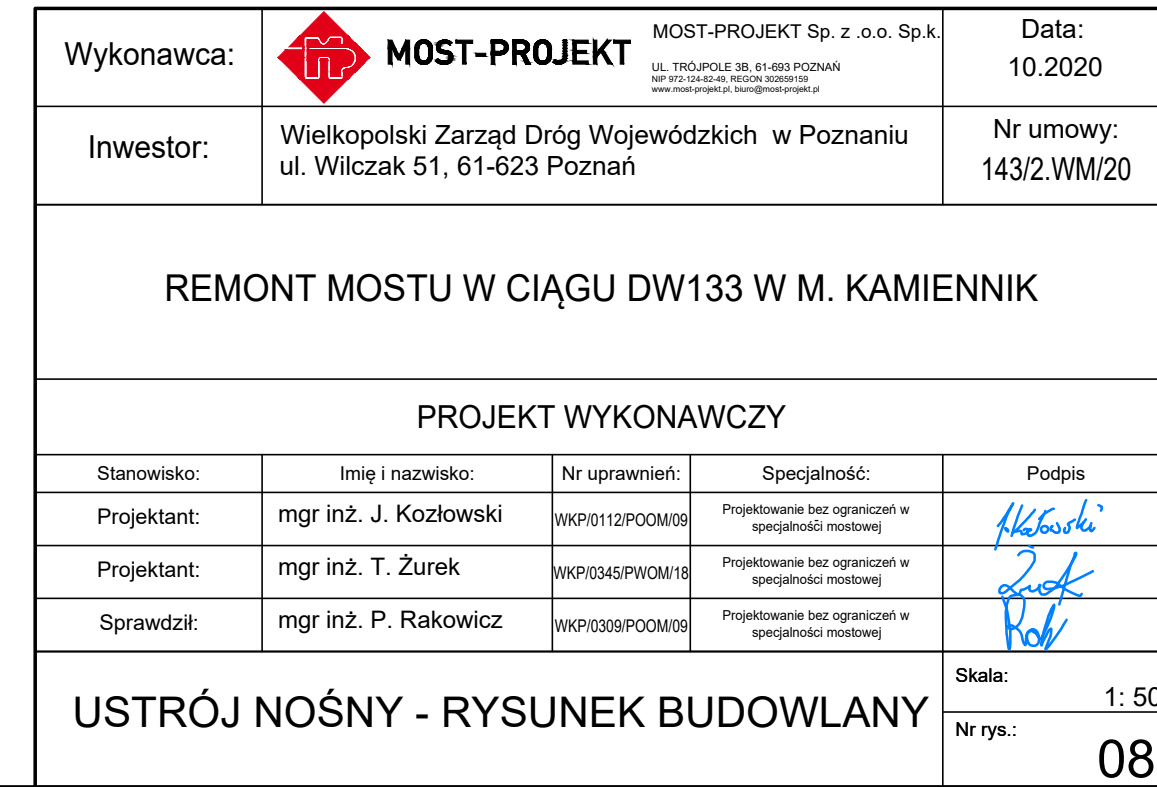 Wykonawca:
MOST-PROJEKT
MOST-PROJEKT Sp. z .o.o. Sp.k.
UL. TRÓJPOLE 3B, 61-693 POZNAŃ
NIP 972-124-82-49, REGON 302659159
www.most-projekt.pl, biuro@most-projekt.pl
Data:
10.2020
Inwestor:
Wielkopolski Zarząd Dróg Wojewódzkich w Poznaniu
ul. Wilczak 51, 61-623 Poznań
Nr umowy:
143/2.WM/20
REMONT MOSTU W CIĄGU DW133 W M. KAMIENNIK
PROJEKT WYKONAWCZY
Stanowisko: Imię i nazwisko: Nr uprawnień: Specjalność: Podpis
Projektant: mgr inż. J. Kozłowski WKP/0112/POOM/09
Projektowanie bez ograniczeń w
specjalności mostowej
Projektant: mgr inż. T. Żurek WKP/0345/PWOM/18
Projektowanie bez ograniczeń w
specjalności mostowej
Sprawdził: mgr inż. P. Rakowicz WKP/0309/POOM/09
Projektowanie bez ograniczeń w
specjalności mostowej
USTRÓJ NOŚNY - RYSUNEK BUDOWLANY
Skala:
1: 50
Nr rys.:
08